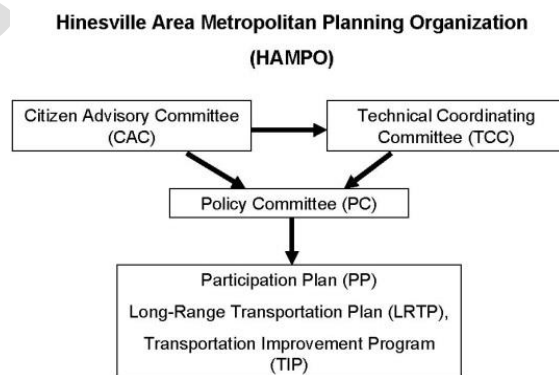 Hinesville Area Metropolitan Planning Organization
(HAMPO)
Citizen Advisory Committee
(CAC)
Technical Coordinating
Committee (TCC)
Policy Committee (PC)
Participation Plan (PP)
Long-Range Transportation Plan (LRTP),
Transportation Improvement Program
(TIP)